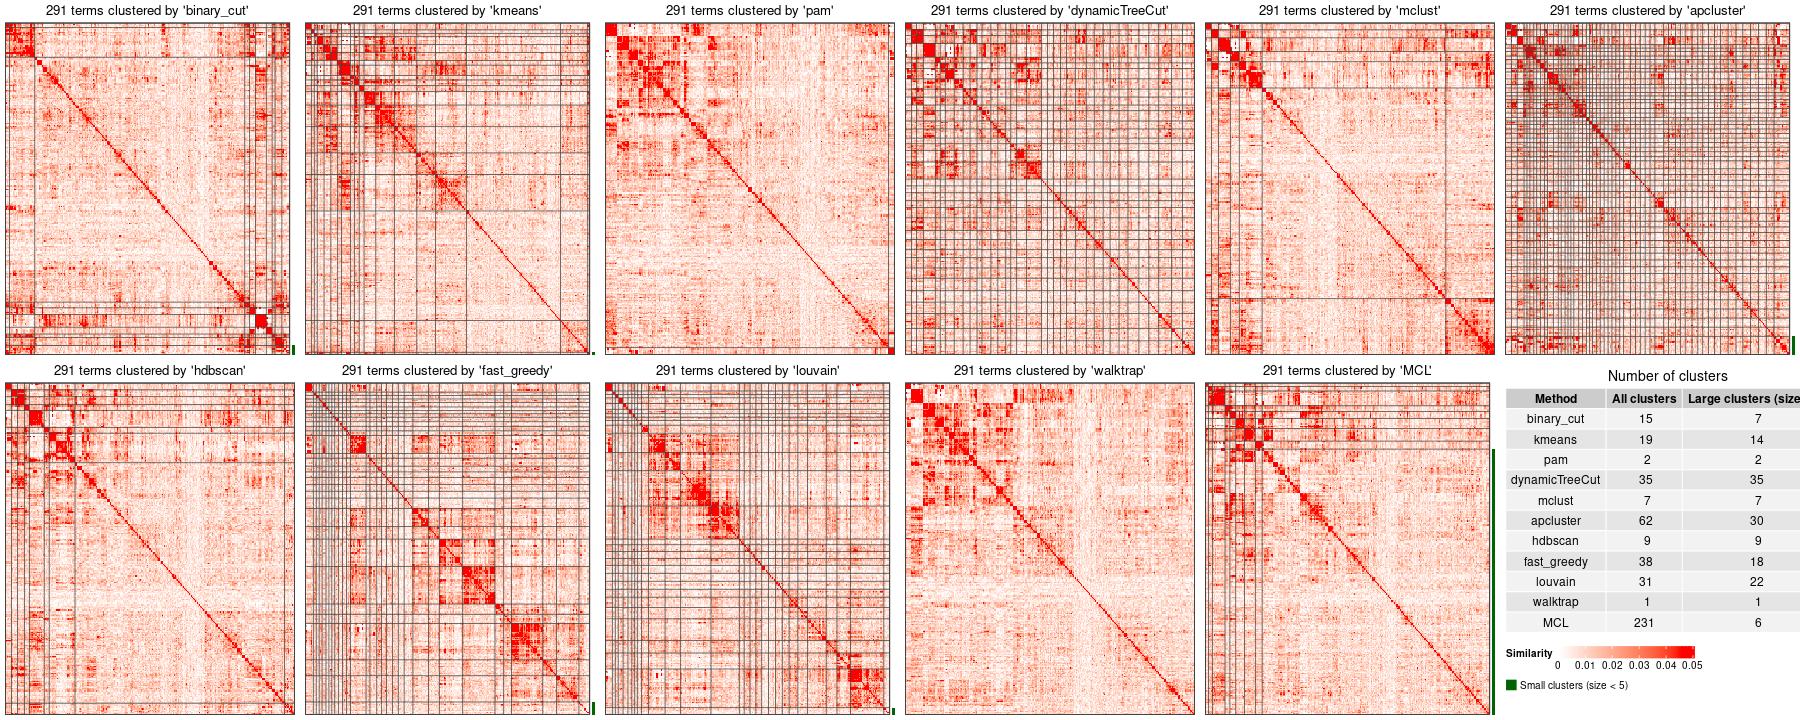 291 terms clustered by 'binary_cut'
291 terms clustered by 'kmeans'
291 terms clustered by 'pam'
291 terms clustered by 'dynamicTreeCut'
291 terms clustered by 'mclust'
291 terms clustered by 'apcluster'
291 terms clustered by 'hdbscan'
291 terms clustered by 'fast_greedy'
291 terms clustered by 'louvain'
291 terms clustered by 'walktrap'
291 terms clustered by 'MCL'
Number of clusters
Method All clusters Large clusters (size
binary_cut 15 7
kmeans 19 14
pam 2 2
dynamicTreeCut 35 35
mclust 7 7
apcluster 62 30
hdbscan 9 9
fast_greedy 38 18
louvain 31 22
walktrap 1 1
MCL 231 6
Similarity
0 0.01 0.02 0.03 0.04 0.05
Small clusters (size < 5)